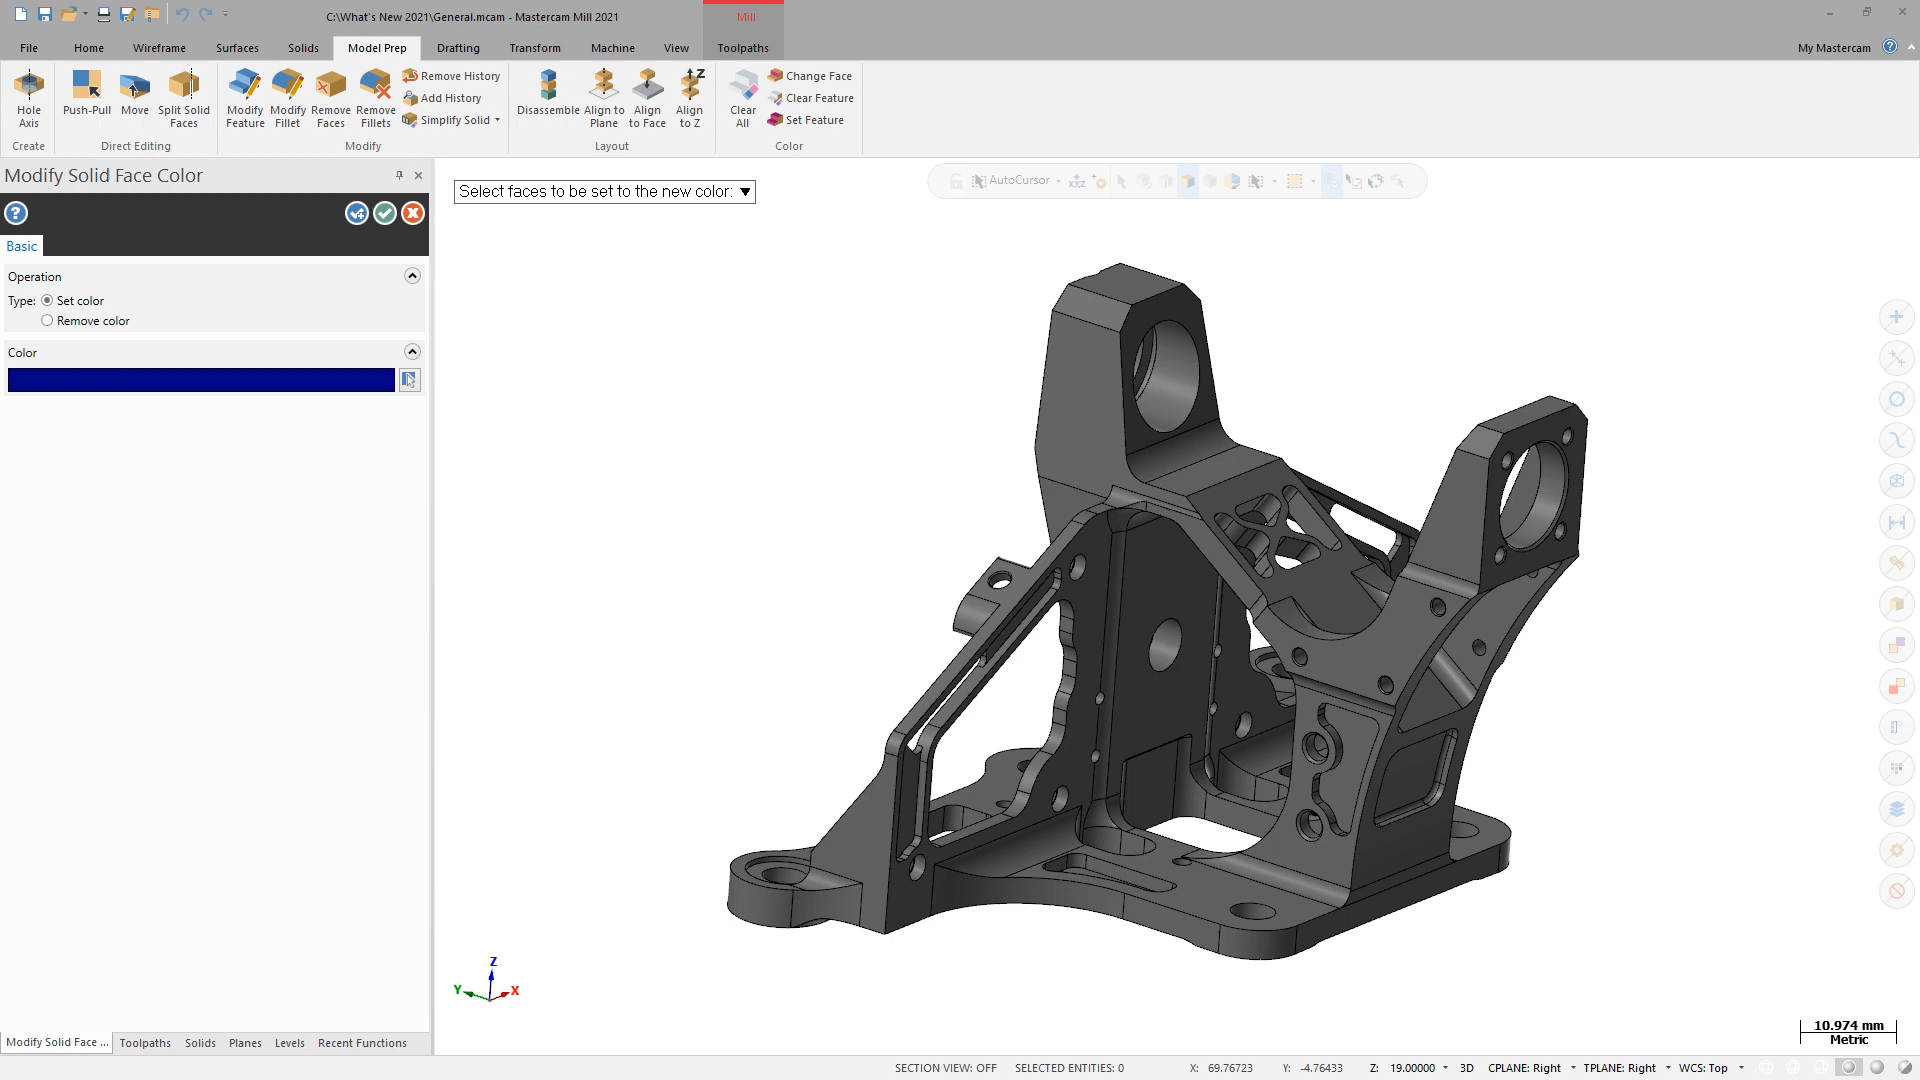 C:\What's New 2021\General.mcam - Mastercam Mill 2021
Mill
File Home Wireframe Surfaces Solids Model Prep Drafting Transform Machine View Toolpaths
My Mastercam
Hole Axis
Push-Pull
Move
Split Solid Faces
Modify Feature
Modify Fillet
Remove Faces
Remove Fillets
Remove History
Add History
Simplify Solid
Disassemble
Align to Plane
Align to Face
Align to Z
Clear All
Change Face
Clear Feature
Set Feature
Create
Direct Editing
Modify
Layout
Color
Modify Solid Face Color
Select faces to be set to the new color:
AutoCursor
Basic
Operation
Type: Set color
Remove color
Color
Z
Y
X
10.974 mm
Metric
Modify Solid Face ... Toolpaths Solids Planes Levels Recent Functions
SECTION VIEW: OFF SELECTED ENTITIES: 0 X: 69.76723 Y: -4.76433 Z: 19.00000 3D CPLANE: Right TPLANE: Right WCS: Top